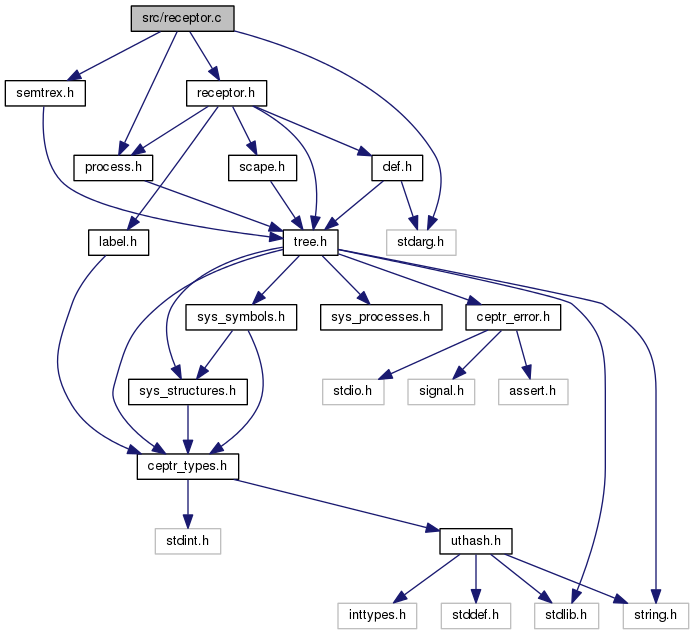 src/receptor.c
semtrex.h
receptor.h
process.h
scape.h
def.h
label.h
tree.h
stdarg.h
sys_symbols.h
sys_processes.h
ceptr_error.h
sys_structures.h
stdio.h
signal.h
assert.h
ceptr_types.h
stdint.h
uthash.h
inttypes.h
stddef.h
stdlib.h
string.h